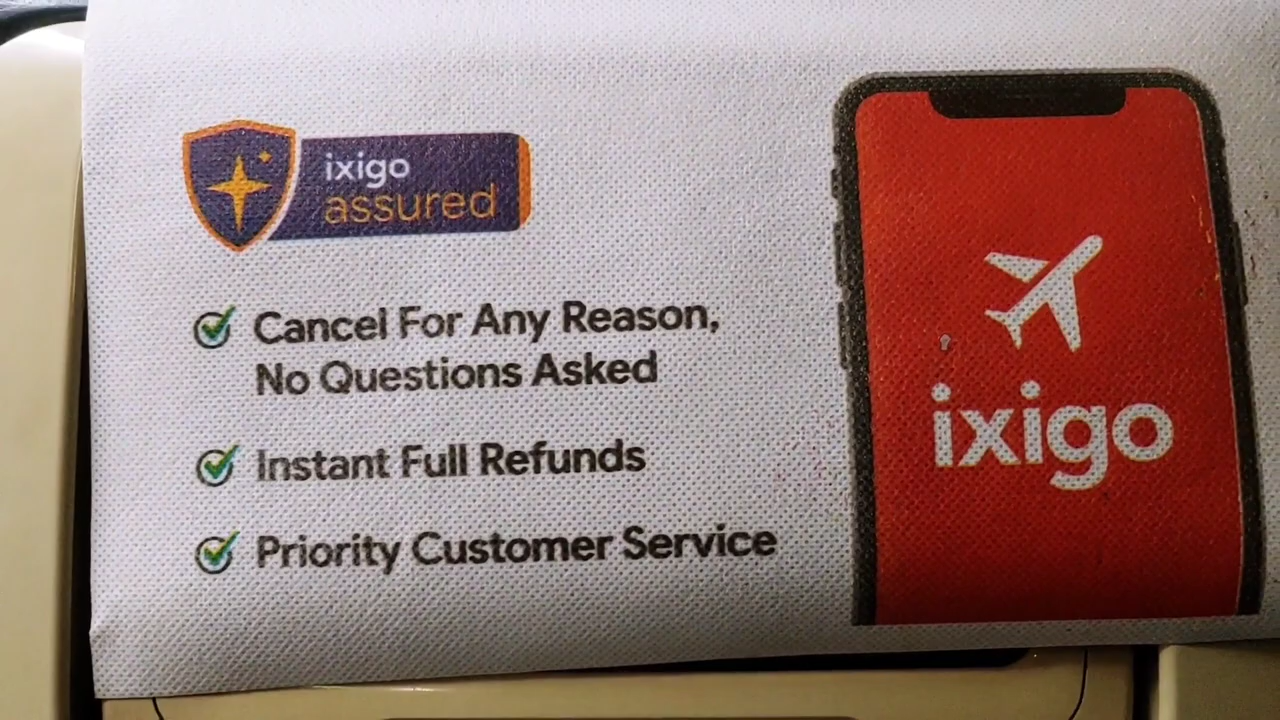 ixigo
assured
Cancel For Any Reason,
No Questions Asked
Instant Full Refunds
Priority Customer Service
ixigo